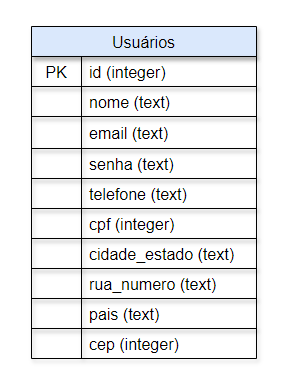 Usuários
PK id (integer)
nome (text)
email (text)
senha (text)
telefone (text)
cpf (integer)
cidade_estado (text)
rua_numero (text)
pais (text)
cep (integer)